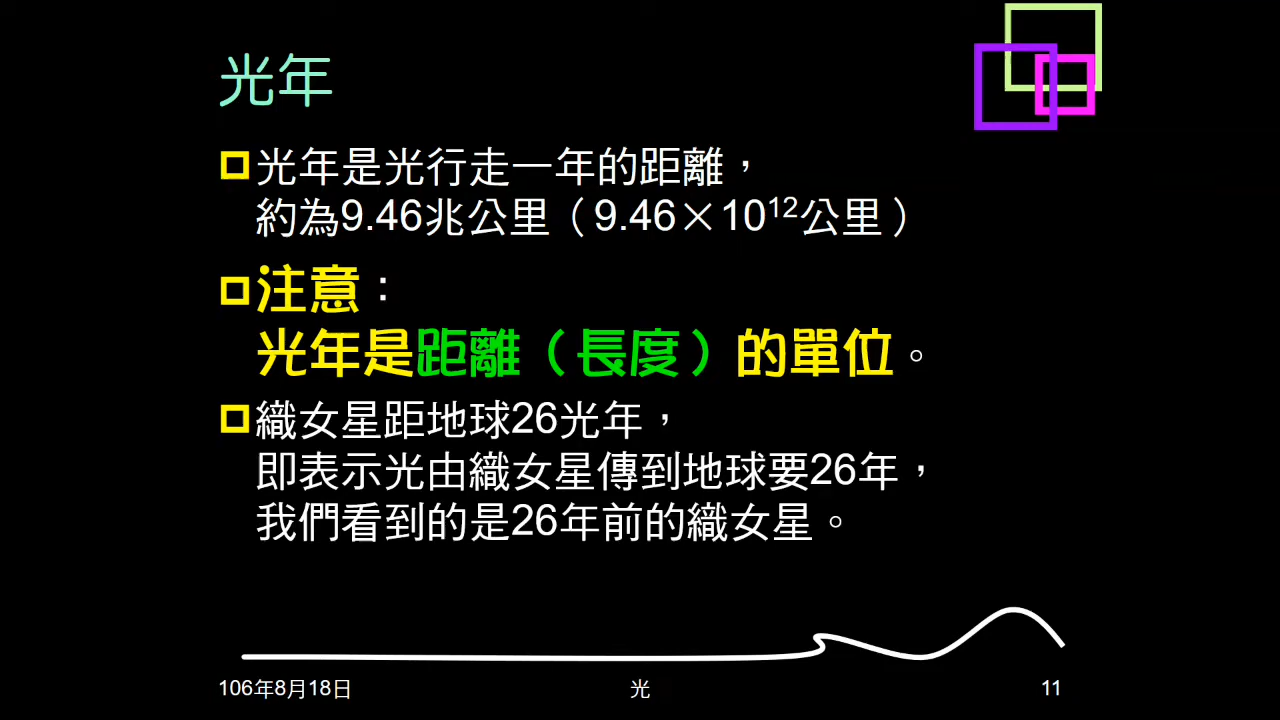 光年
光年是光行走一年的距離，
約為9.46兆公里（9.46×10¹²公里）
注意：
光年是距離（長度）的單位。
織女星距地球26光年，
即表示光由織女星傳到地球要26年，
我們看到的是26年前的織女星。
106年8月18日
光
11